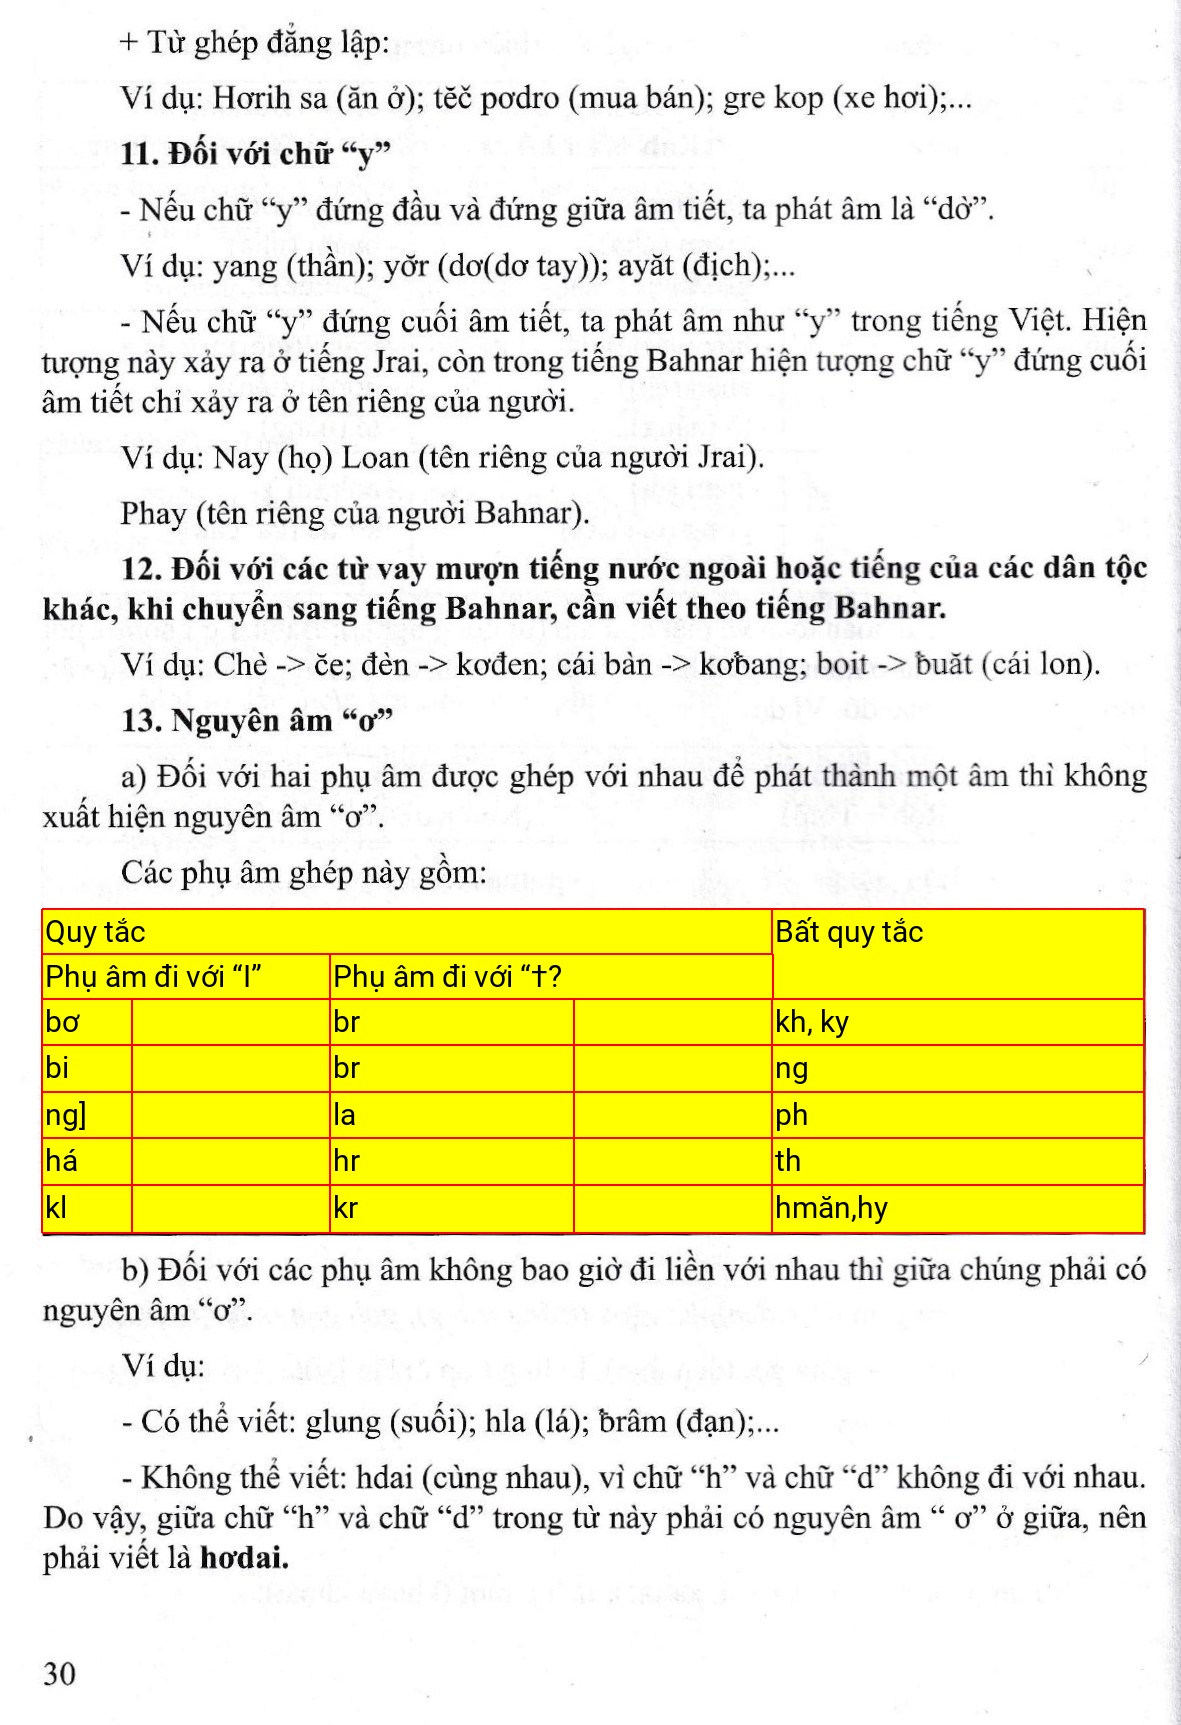 + Từ ghép đẳng lập:
Ví dụ: Hơrih sa (ăn ở); tĕč pơdro (mua bán); gre kop (xe hơi);...
11. Đối với chữ “y”
- Nếu chữ “y” đứng đầu và đứng giữa âm tiết, ta phát âm là “dờ”.
Ví dụ: yang (thần); yơ̆r (dơ(dơ tay)); ayăt (địch);...
- Nếu chữ “y” đứng cuối âm tiết, ta phát âm như “y” trong tiếng Việt. Hiện
tượng này xảy ra ở tiếng Jrai, còn trong tiếng Bahnar hiện tượng chữ “y” đứng cuối
âm tiết chỉ xảy ra ở tên riêng của người.
Ví dụ: Nay (họ) Loan (tên riêng của người Jrai).
Phay (tên riêng của người Bahnar).
12. Đối với các từ vay mượn tiếng nước ngoài hoặc tiếng của các dân tộc
khác, khi chuyển sang tiếng Bahnar, cần viết theo tiếng Bahnar.
Ví dụ: Chè -> če; đèn -> kơđen; cái bàn -> kơƀang; boit -> ƀuăt (cái lon).
13. Nguyên âm “ơ”
a) Đối với hai phụ âm được ghép với nhau để phát thành một âm thì không
xuất hiện nguyên âm “ơ”.
Các phụ âm ghép này gồm:
Quy tắc Bất quy tắc
Phụ âm đi với “l” Phụ âm đi với “†?
bơ br kh, ky
bi br ng
ng] la ph
há hr th
kl kr hmăn,hy
b) Đối với các phụ âm không bao giờ đi liền với nhau thì giữa chúng phải có
nguyên âm “ơ”.
Ví dụ:
- Có thể viết: glung (suối); hla (lá); ƀrâm (đạn);...
- Không thể viết: hdai (cùng nhau), vì chữ “h” và chữ “d” không đi với nhau.
Do vậy, giữa chữ “h” và chữ “d” trong từ này phải có nguyên âm “ ơ” ở giữa, nên
phải viết là hơdai.
30